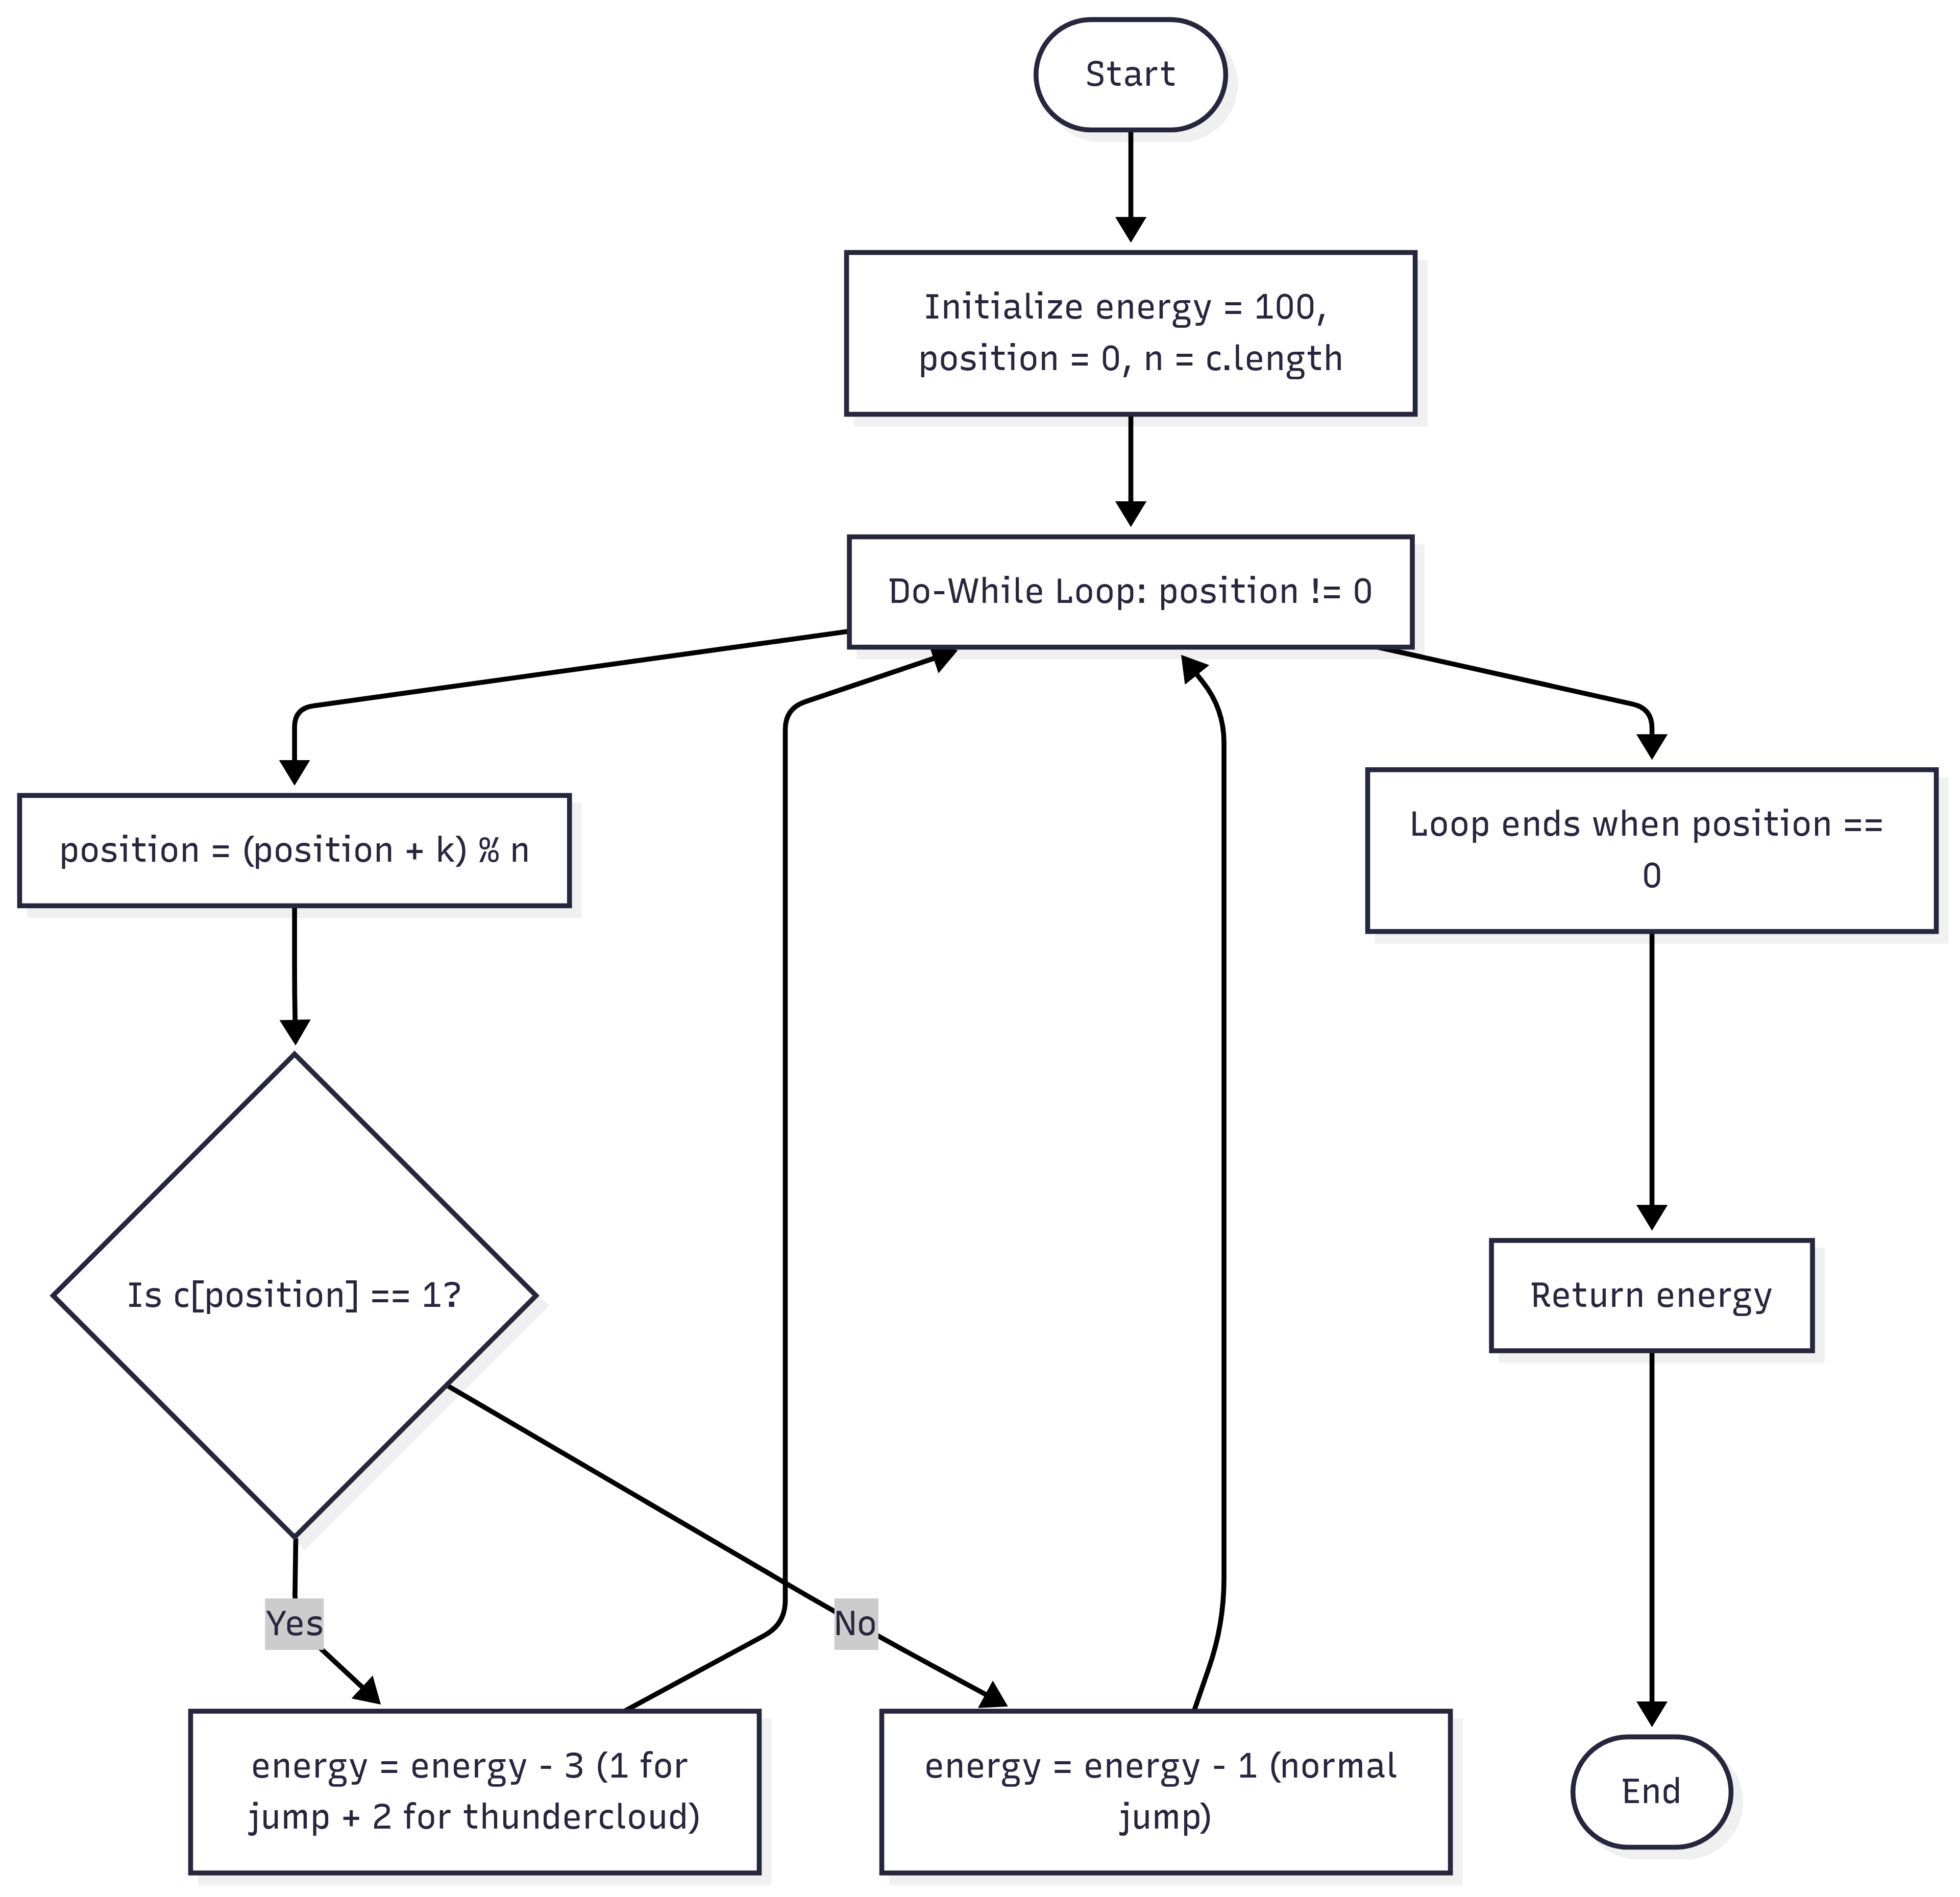 Start
Initialize energy = 100,
position = 0, n = c.length
Do-While Loop: position != 0
position = (position + k) % n
Loop ends when position ==
0
Is c[position] == 1?
Return energy
Yes
No
energy = energy - 3 (1 for
jump + 2 for thundercloud)
energy = energy - 1 (normal
jump)
End